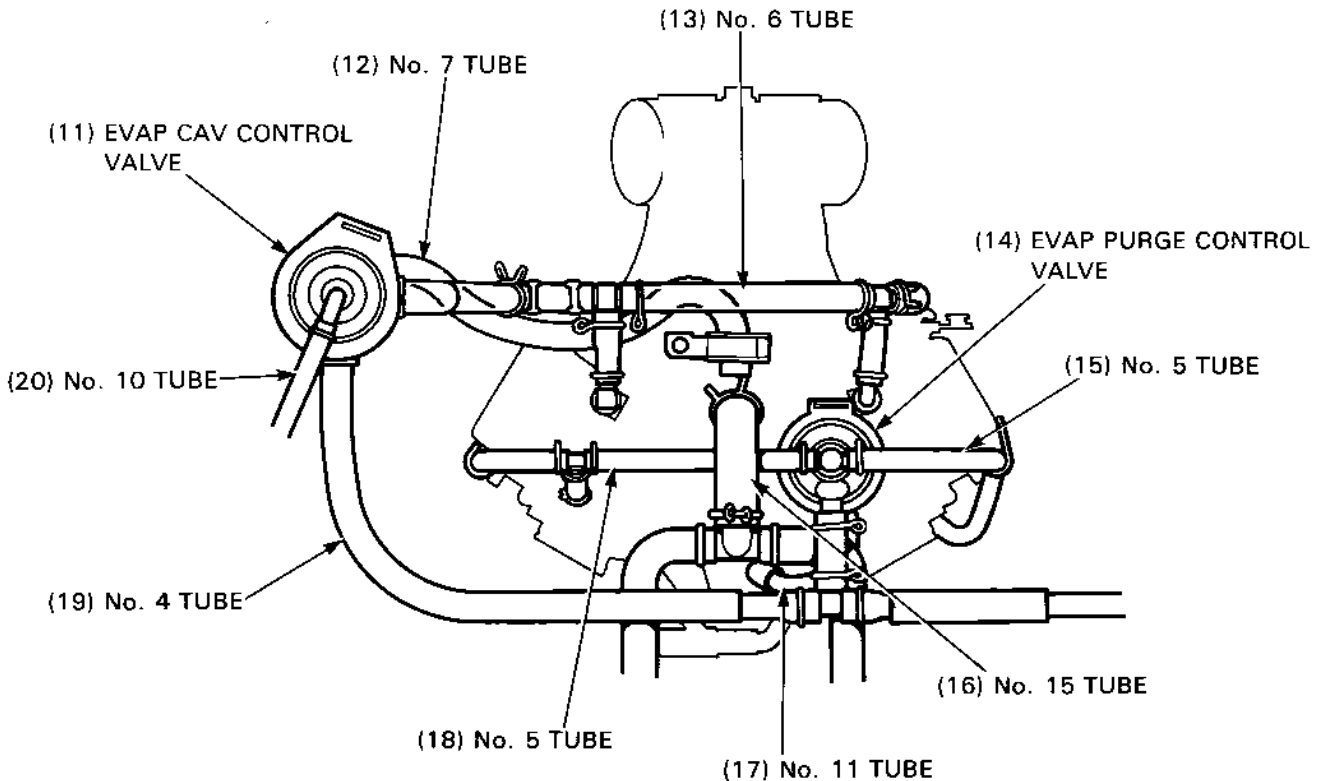 (13) No. 6 TUBE
(12) No. 7 TUBE
(11) EVAP CAV CONTROL
VALVE
(14) EVAP PURGE CONTROL
VALVE
(20) No. 10 TUBE
(15) No. 5 TUBE
(19) No. 4 TUBE
(16) No. 15 TUBE
(18) No. 5 TUBE
(17) No. 11 TUBE